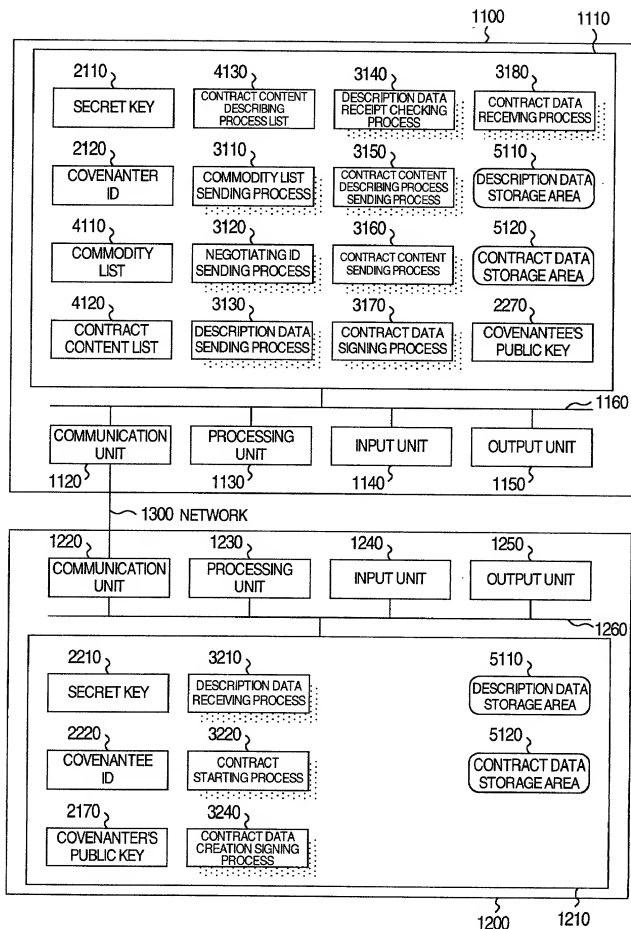 1100
1110
2110
4130
3140
3180
SECRET KEY
CONTRACT CONTENT
DESCRIBING
PROCESS LIST
DESCRIPTION DATA
RECEIPT CHECKING
PROCESS
CONTRACT DATA
RECEIVING PROCESS
2120
3110
3150
5110
COVENANTER
ID
COMMODITY LIST
SENDING PROCESS
CONTRACT CONTENT
DESCRIBING PROCESS
SENDING PROCESS
DESCRIPTION DATA
STORAGE AREA
4110
3120
3160
5120
COMMODITY
LIST
NEGOTIATING ID
SENDING PROCESS
CONTRACT CONTENT
SENDING PROCESS
CONTRACT DATA
STORAGE AREA
4120
3130
3170
2270
CONTRACT
CONTENT LIST
DESCRIPTION DATA
SENDING PROCESS
CONTRACT DATA
SIGNING PROCESS
COVENANTEE'S
PUBLIC KEY
1160
COMMUNICATION
UNIT
PROCESSING
UNIT
INPUT UNIT
OUTPUT UNIT
1120
1130
1140
1150
1300 NETWORK
1220
1230
1240
1250
COMMUNICATION
UNIT
PROCESSING
UNIT
INPUT UNIT
OUTPUT UNIT
1260
2210
3210
5110
SECRET KEY
DESCRIPTION DATA
RECEIVING PROCESS
DESCRIPTION DATA
STORAGE AREA
2220
3220
5120
COVENANTEE
ID
CONTRACT
STARTING PROCESS
CONTRACT DATA
STORAGE AREA
2170
3240
COVENANTER'S
PUBLIC KEY
CONTRACT DATA
CREATION SIGNING
PROCESS
1200
1210